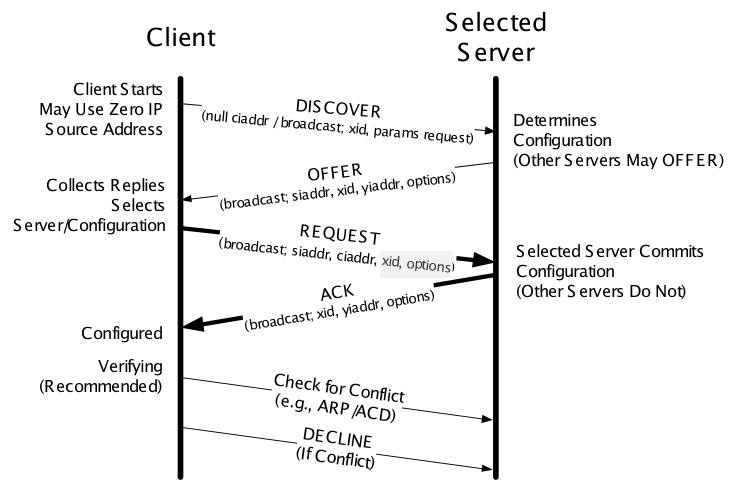 Client
Selected
Server
Client Starts
May Use Zero IP
Source Address
DISCOVER
(null ciaddr / broadcast; xid, params request)
Determines
Configuration
(Other Servers May OFFER)
OFFER
(broadcast; siaddr, xid, yiaddr, options)
Collects Replies
Selects
Server/Configuration
REQUEST
(broadcast; siaddr, ciaddr, xid, options)
Selected Server Commits
Configuration
(Other Servers Do Not)
ACK
(broadcast; xid, yiaddr, options)
Configured
Verifying
(Recommended)
Check for Conflict
(e.g., ARP/ACD)
DECLINE
(If Conflict)